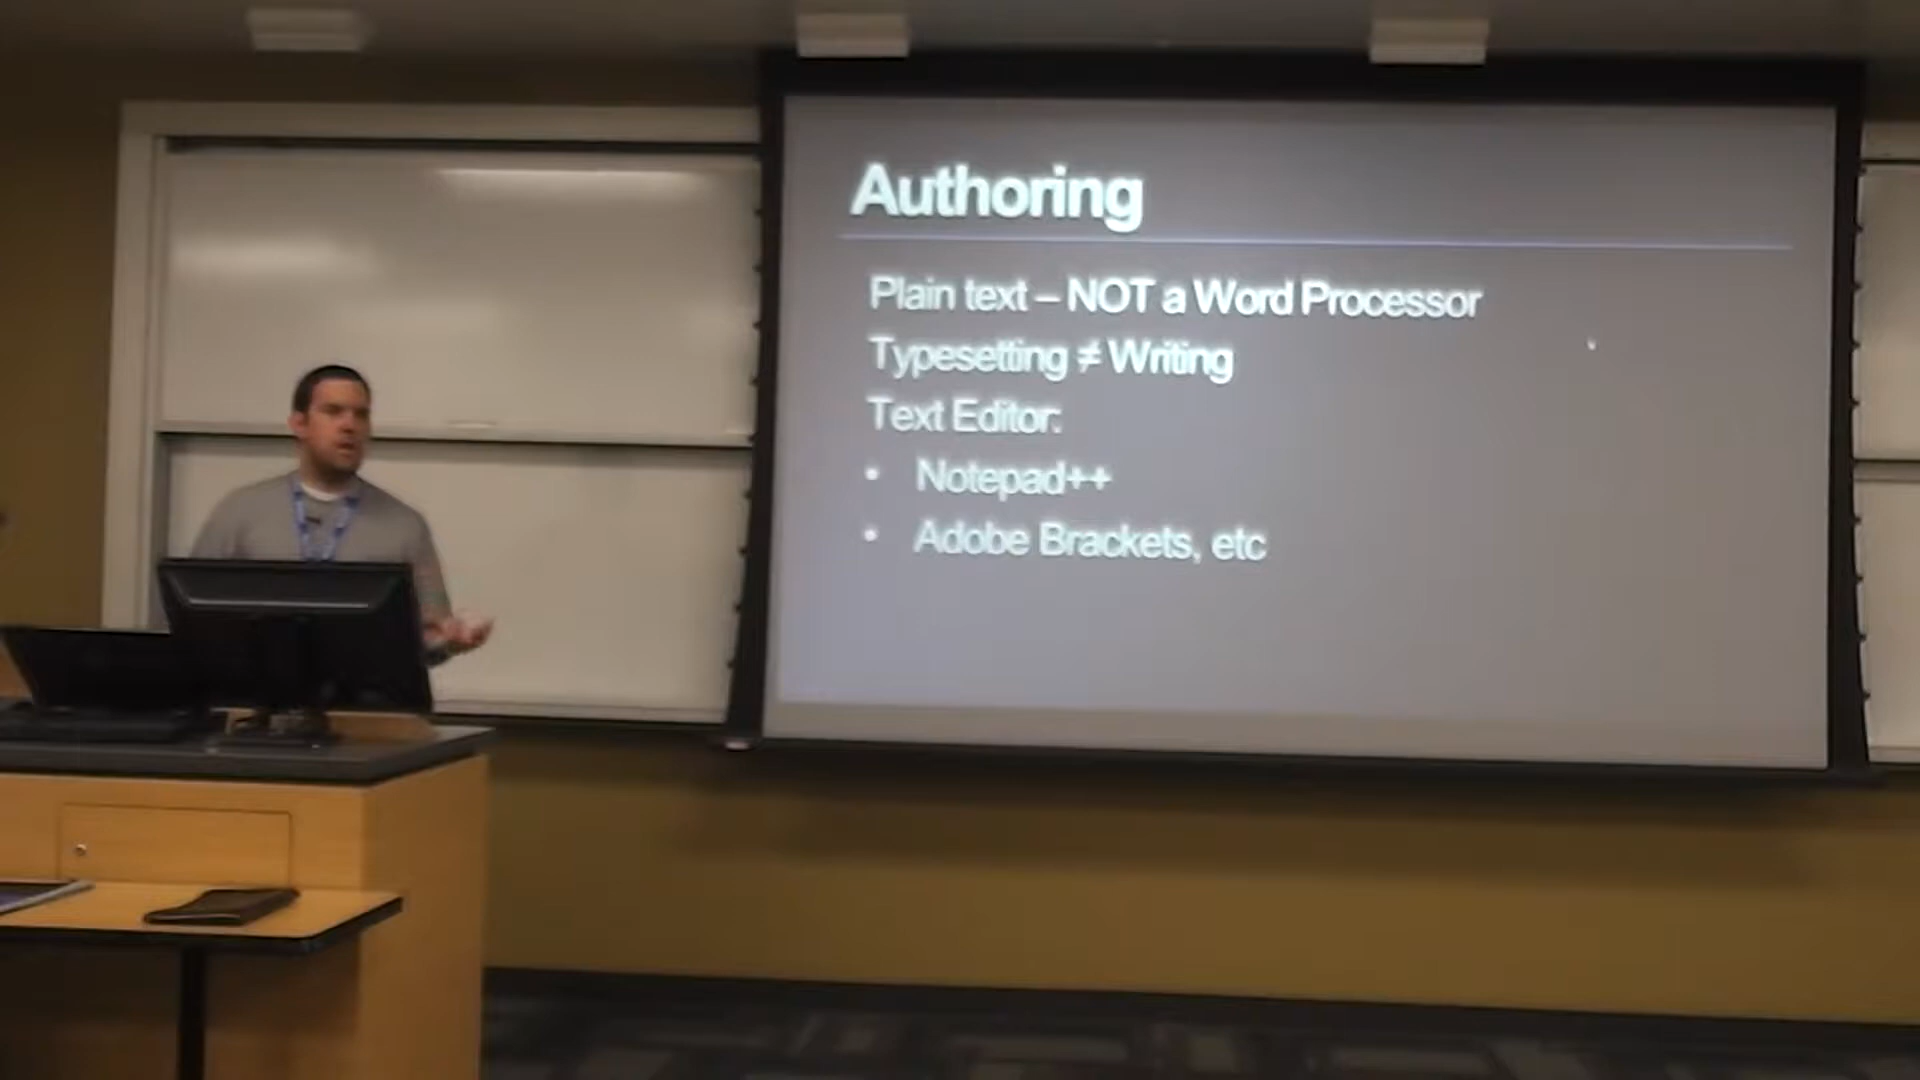 Authoring
Plain text – NOT a Word Processor
Typesetting ≠ Writing
Text Editor:
• Notepad++
• Adobe Brackets, etc